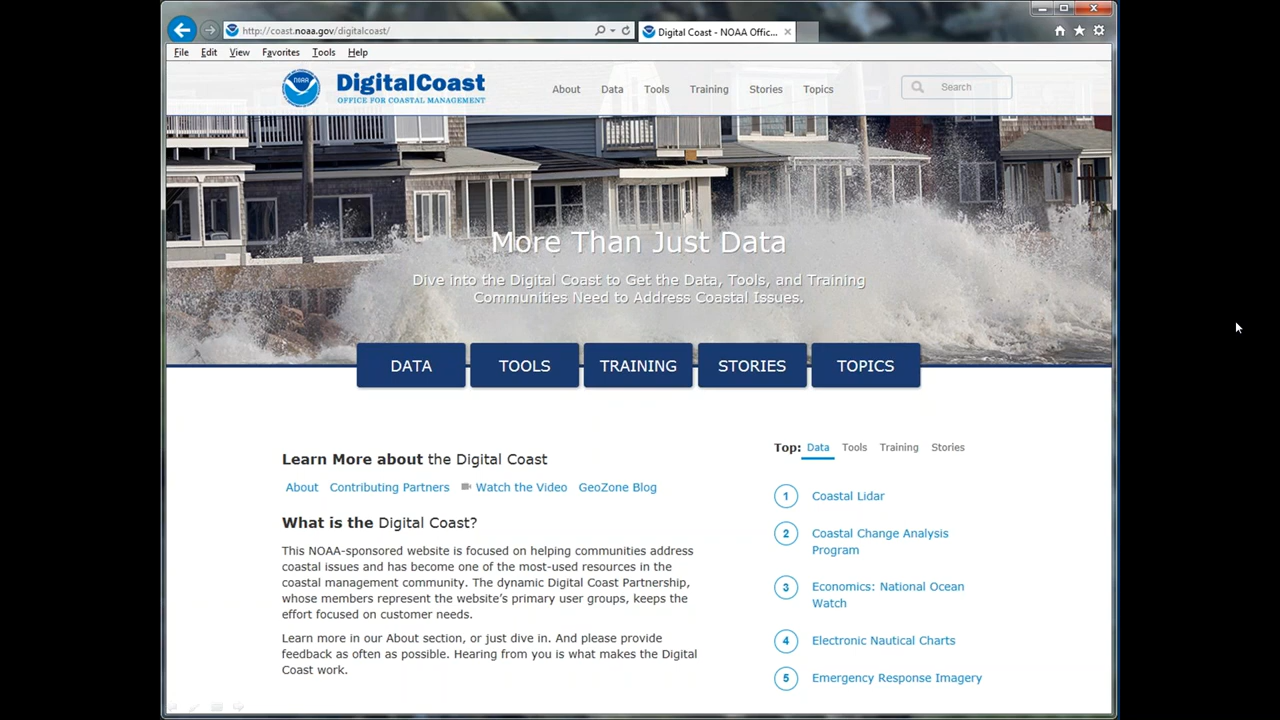 http://coast.noaa.gov/digitalcoast/
Digital Coast - NOAA Offic...
File Edit View Favorites Tools Help
NOAA
DigitalCoast
OFFICE FOR COASTAL MANAGEMENT
About Data Tools Training Stories Topics
Search
More Than Just Data
Dive into the Digital Coast to Get the Data, Tools, and Training
Communities Need to Address Coastal Issues.
DATA TOOLS TRAINING STORIES TOPICS
Learn More about the Digital Coast
About Contributing Partners Watch the Video GeoZone Blog
What is the Digital Coast?
This NOAA-sponsored website is focused on helping communities address
coastal issues and has become one of the most-used resources in the
coastal management community. The dynamic Digital Coast Partnership,
whose members represent the website's primary user groups, keeps the
effort focused on customer needs.
Learn more in our About section, or just dive in. And please provide
feedback as often as possible. Hearing from you is what makes the Digital
Coast work.
Top: Data Tools Training Stories
1 Coastal Lidar
2 Coastal Change Analysis
Program
3 Economics: National Ocean
Watch
4 Electronic Nautical Charts
5 Emergency Response Imagery